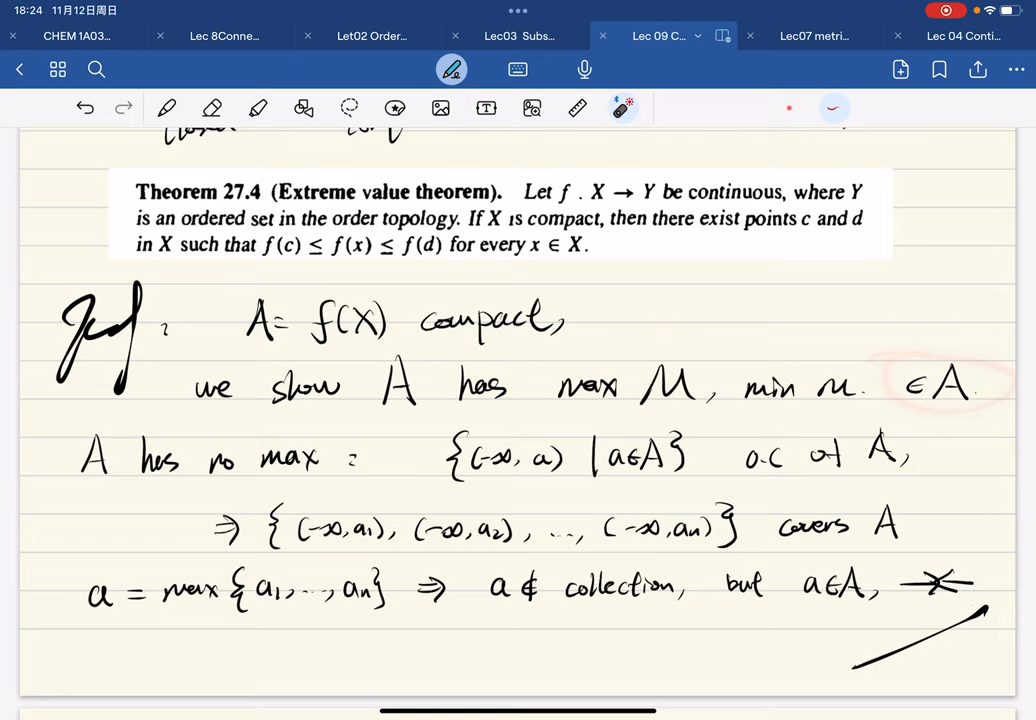 18:24 11月12日周日
CHEM 1A03... Lec 8Conne... Let02 Order... Lec03 Subs... Lec 09 C... Lec07 metri... Lec 04 Conti...
Theorem 27.4 (Extreme value theorem). Let f . X → Y be continuous, where Y
is an ordered set in the order topology. If X is compact, then there exist points c and d
in X such that f(c) ≤ f(x) ≤ f(d) for every x ∈ X.
A = f(X) compact,
we show A has max M, min m. ∈ A.
A has no max : {(-∞, a) | a∈A} o.c of A,
⇒ {(-∞,a1), (-∞,a2), ..., (-∞,an)} covers A
a = max{a1,...,an} ⇒ a ∉ collection, but a∈A,